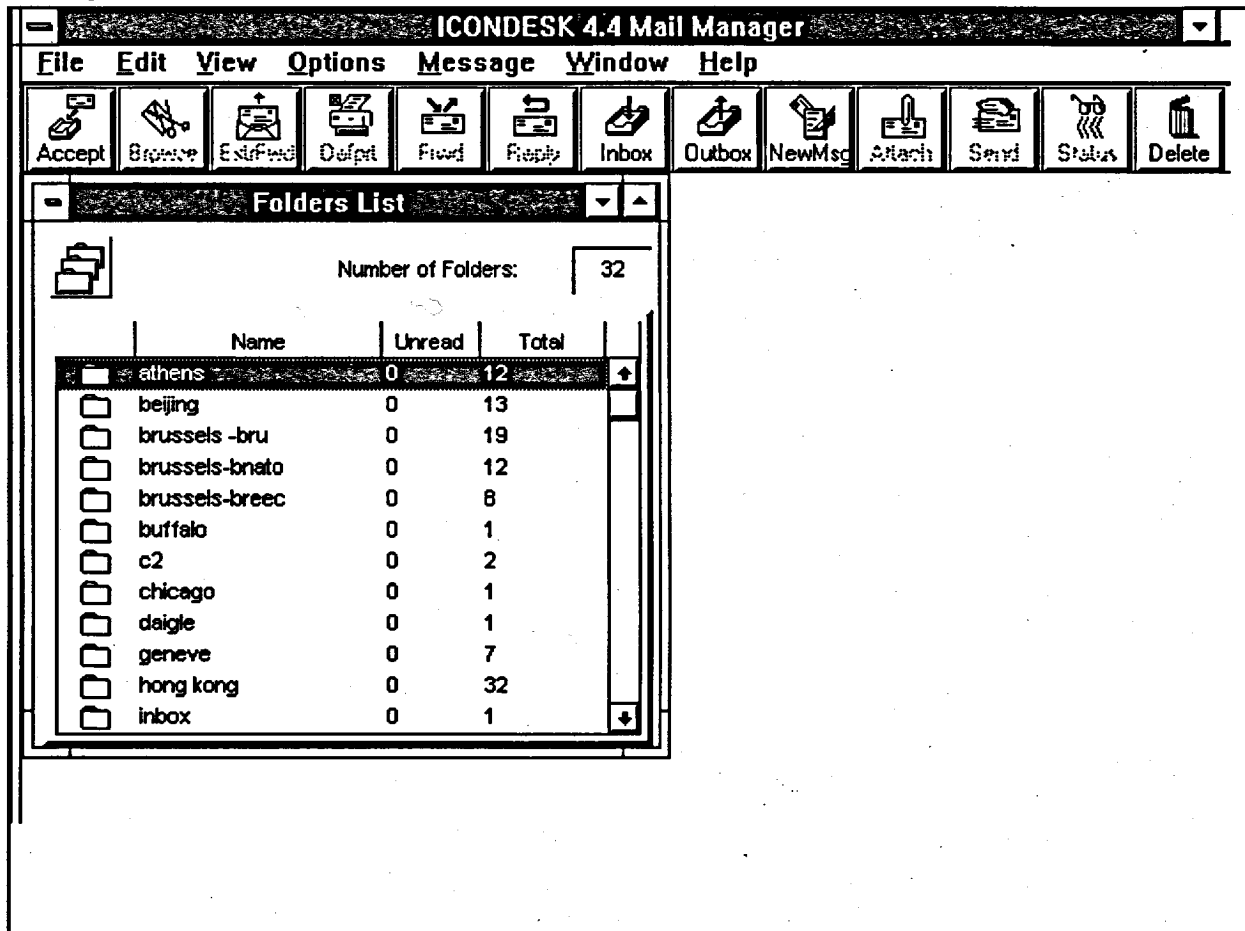 ICONDESK 4.4 Mail Manager
File Edit View Options Message Window Help
Accept Browse Defprt Frwd Reply Inbox Outbox NewMsg Attach Send Status Delete
Folders List
Number of Folders: 32
Name Unread Total
athens 0 12
beijing 0 13
brussels -bru 0 19
brussels-bnato 0 12
brussels-breec 0 8
buffalo 0 1
c2 0 2
chicago 0 1
daigle 0 1
geneve 0 7
hong kong 0 32
inbox 0 1